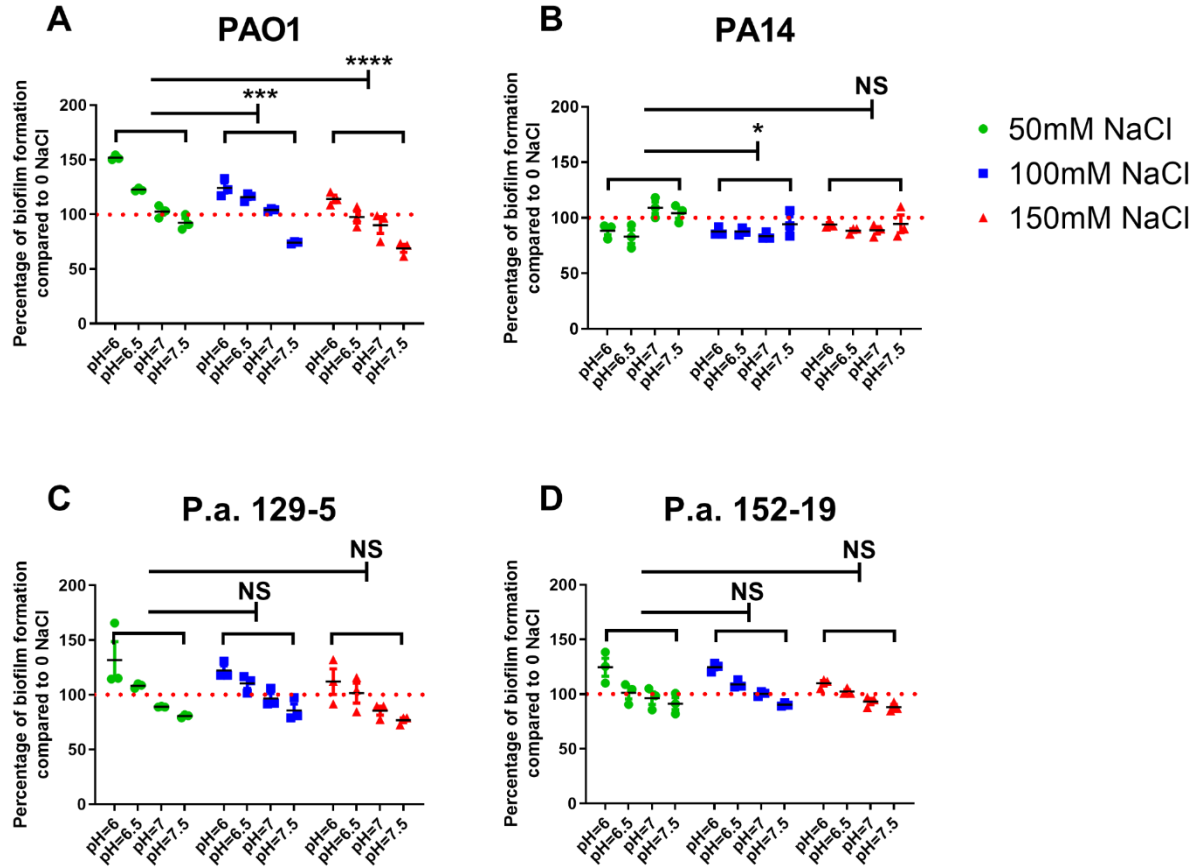 A
PAO1
****
***
Percentage of biofilm formation
compared to 0 NaCl
200
150
100
50
0
pH=6
pH=6.5
pH=7
pH=7.5
pH=6
pH=6.5
pH=7
pH=7.5
pH=6
pH=6.5
pH=7
pH=7.5
B
PA14
NS
*
Percentage of biofilm formation
compared to 0 NaCl
200
150
100
50
0
pH=6
pH=6.5
pH=7
pH=7.5
pH=6
pH=6.5
pH=7
pH=7.5
pH=6
pH=6.5
pH=7
pH=7.5
50mM NaCl
100mM NaCl
150mM NaCl
C
P.a. 129-5
NS
NS
Percentage of biofilm formation
compared to 0 NaCl
200
150
100
50
0
pH=6
pH=6.5
pH=7
pH=7.5
pH=6
pH=6.5
pH=7
pH=7.5
pH=6
pH=6.5
pH=7
pH=7.5
D
P.a. 152-19
NS
NS
Percentage of biofilm formation
compared to 0 NaCl
200
150
100
50
0
pH=6
pH=6.5
pH=7
pH=7.5
pH=6
pH=6.5
pH=7
pH=7.5
pH=6
pH=6.5
pH=7
pH=7.5